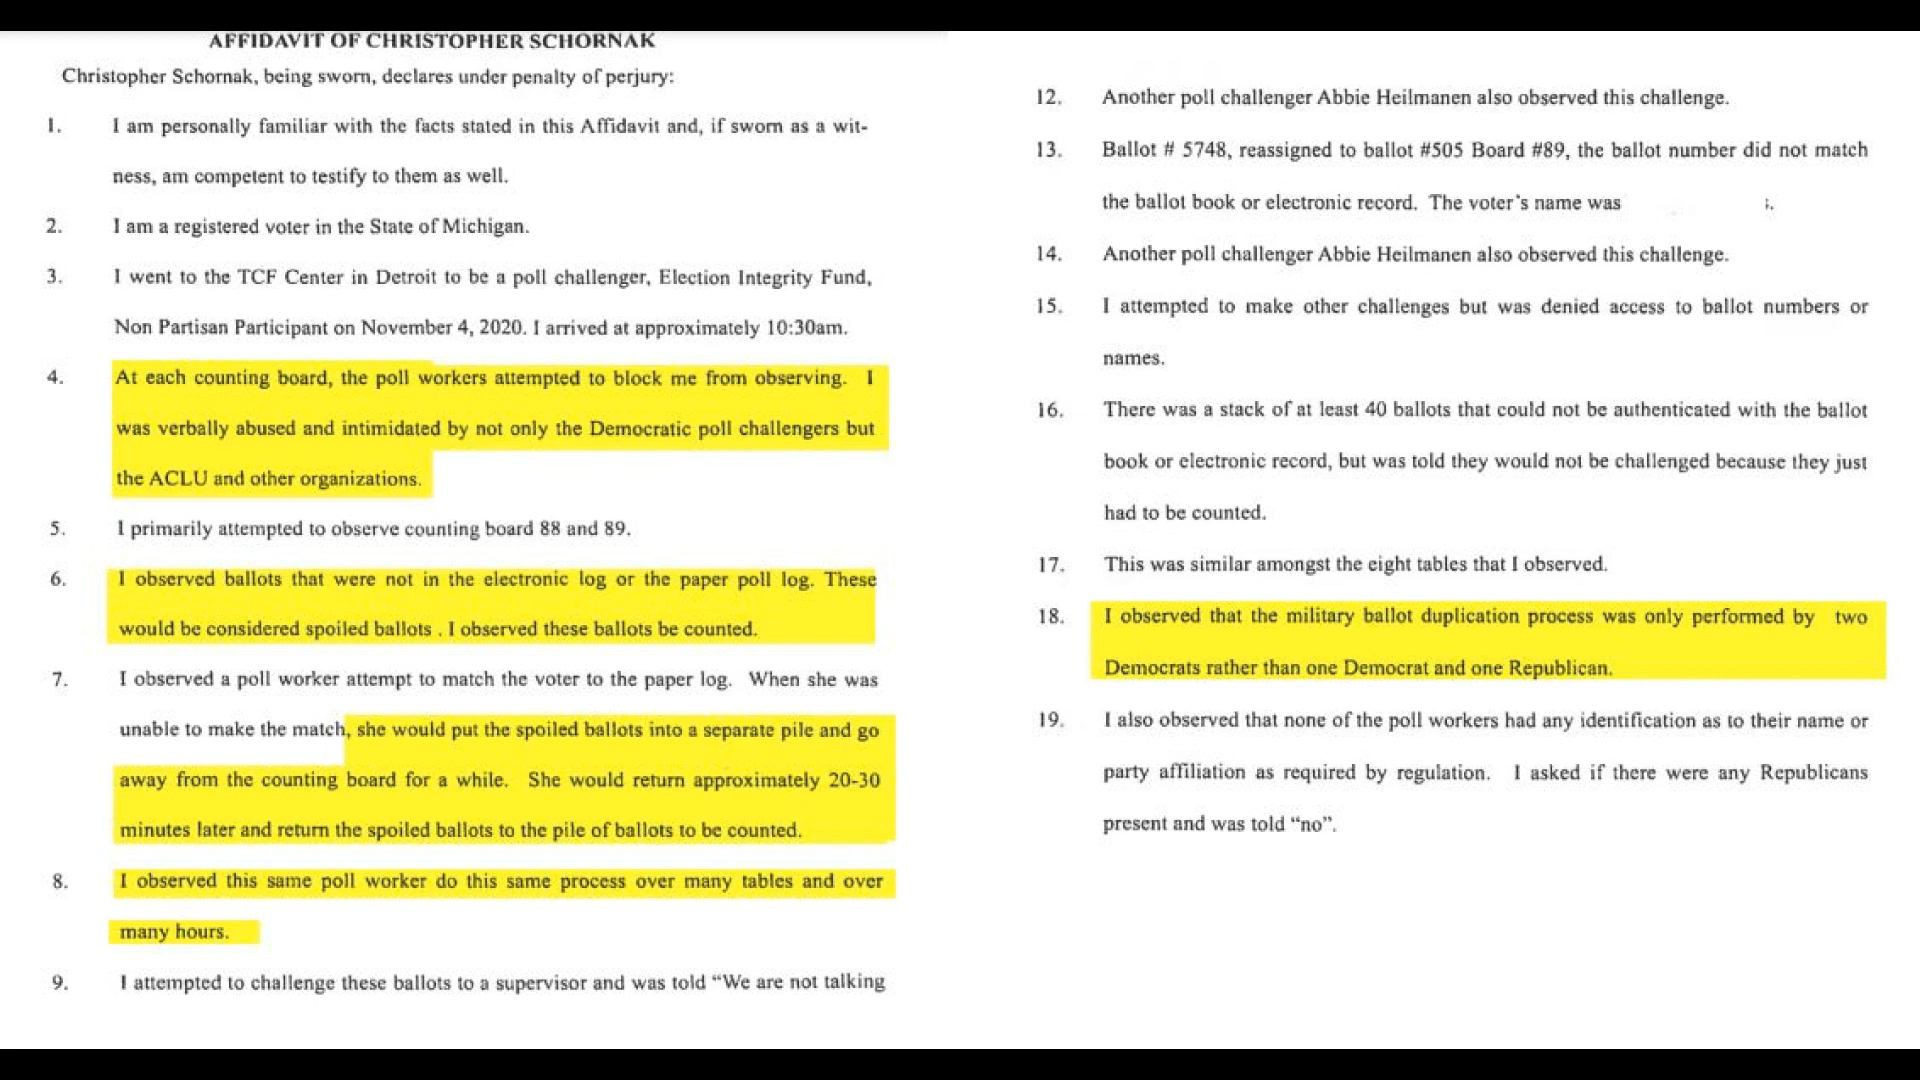 AFFIDAVIT OF CHRISTOPHER SCHORNAK
Christopher Schornak, being sworn, declares under penalty of perjury:
1. I am personally familiar with the facts stated in this Affidavit and, if sworn as a wit-
ness, am competent to testify to them as well.
2. I am a registered voter in the State of Michigan.
3. I went to the TCF Center in Detroit to be a poll challenger, Election Integrity Fund,
Non Partisan Participant on November 4, 2020. I arrived at approximately 10:30am.
4. At each counting board, the poll workers attempted to block me from observing. I
was verbally abused and intimidated by not only the Democratic poll challengers but
the ACLU and other organizations.
5. I primarily attempted to observe counting board 88 and 89.
6. I observed ballots that were not in the electronic log or the paper poll log. These
would be considered spoiled ballots . I observed these ballots be counted.
7. I observed a poll worker attempt to match the voter to the paper log. When she was
unable to make the match, she would put the spoiled ballots into a separate pile and go
away from the counting board for a while. She would return approximately 20-30
minutes later and return the spoiled ballots to the pile of ballots to be counted.
8. I observed this same poll worker do this same process over many tables and over
many hours.
9. I attempted to challenge these ballots to a supervisor and was told “We are not talking
12. Another poll challenger Abbie Heilmanen also observed this challenge.
13. Ballot # 5748, reassigned to ballot #505 Board #89, the ballot number did not match
the ballot book or electronic record. The voter’s name was
14. Another poll challenger Abbie Heilmanen also observed this challenge.
15. I attempted to make other challenges but was denied access to ballot numbers or
names.
16. There was a stack of at least 40 ballots that could not be authenticated with the ballot
book or electronic record, but was told they would not be challenged because they just
had to be counted.
17. This was similar amongst the eight tables that I observed.
18. I observed that the military ballot duplication process was only performed by two
Democrats rather than one Democrat and one Republican.
19. I also observed that none of the poll workers had any identification as to their name or
party affiliation as required by regulation. I asked if there were any Republicans
present and was told “no”.